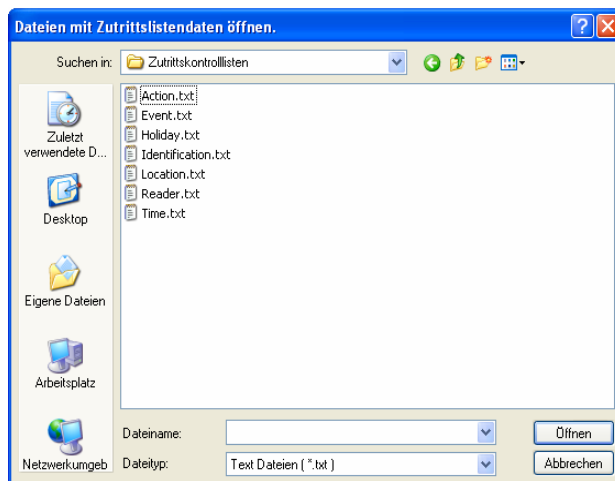 Dateien mit Zutrittslistendaten öffnen.
Suchen in: Zutrittskontrolllisten
Action.txt
Event.txt
Holiday.txt
Identification.txt
Location.txt
Reader.txt
Time.txt
Zuletzt
verwendete D...
Desktop
Eigene Dateien
Arbeitsplatz
Netzwerkumgeb
Dateiname:
Öffnen
Dateityp: Text Dateien ( *.txt )
Abbrechen